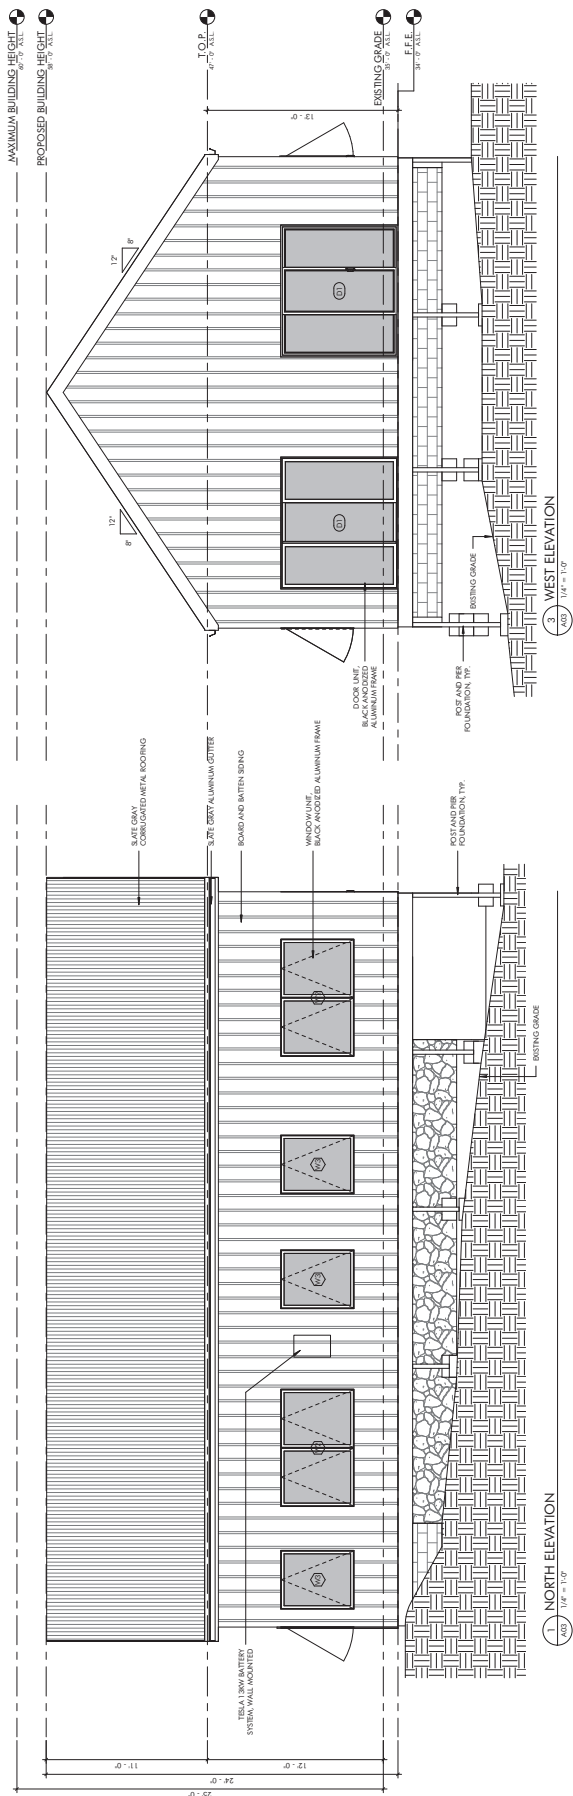 MAXIMUM BUILDING HEIGHT
60' - 0" A.S.L.
PROPOSED BUILDING HEIGHT
58' - 0" A.S.L.
T.O.P.
47' - 0" A.S.L.
EXISTING GRADE
35' - 0" A.S.L.
F.F.E.
34' - 0" A.S.L.
13' - 0"
12"
8"
12"
8"
D1
D1
DOOR UNIT,
BLACK ANODIZED
ALUMINUM FRAME
POST AND PIER
FOUNDATION, TYP.
EXISTING GRADE
3
A03
WEST ELEVATION
1/4" = 1'-0"
SLATE GRAY
CORRUGATED METAL ROOFING
SLATE GRAY ALUMINUM GUTTER
BOARD AND BATTEN SIDING
WINDOW UNIT,
BLACK ANODIZED ALUMINUM FRAME
POST AND PIER
FOUNDATION, TYP.
W3
W3
W3
EXISTING GRADE
TESLA 13KW BATTERY
SYSTEM, WALL MOUNTED
11' - 0"
12' - 0"
24' - 0"
25' - 0"
1
A03
NORTH ELEVATION
1/4" = 1'-0"